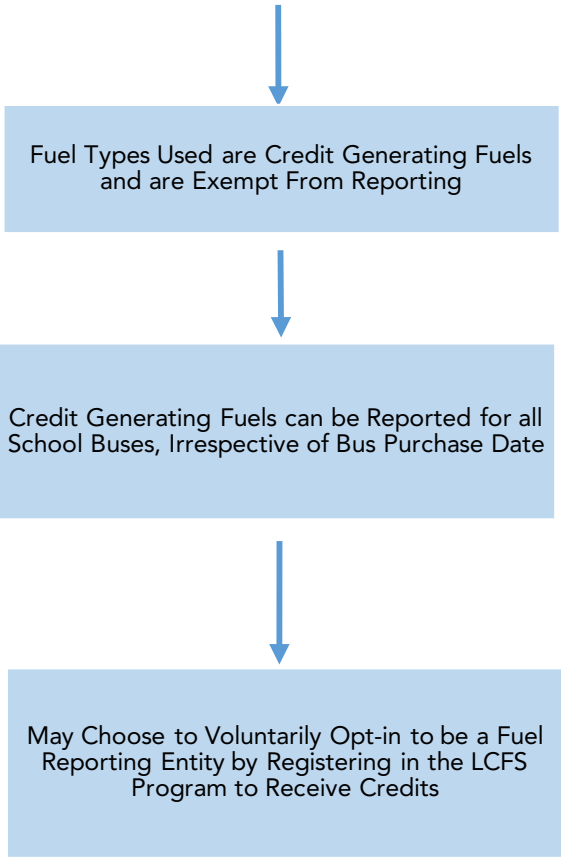 Fuel Types Used are Credit Generating Fuels
and are Exempt From Reporting
Credit Generating Fuels can be Reported for all
School Buses, Irrespective of Bus Purchase Date
May Choose to Voluntarily Opt-in to be a Fuel
Reporting Entity by Registering in the LCFS
Program to Receive Credits